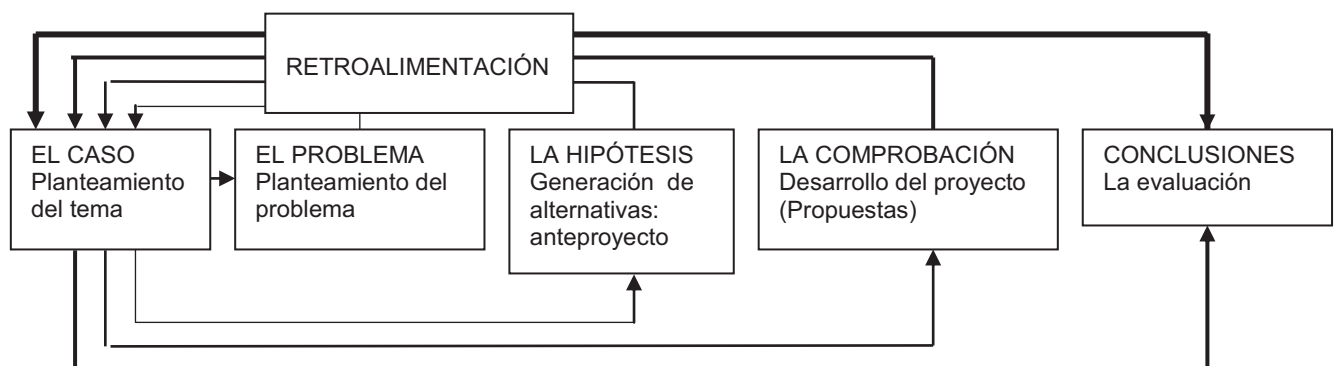 RETROALIMENTACIÓN
EL CASO
Planteamiento
del tema
EL PROBLEMA
Planteamiento del
problema
LA HIPÓTESIS
Generación de
alternativas:
anteproyecto
LA COMPROBACIÓN
Desarrollo del proyecto
(Propuestas)
CONCLUSIONES
La evaluación